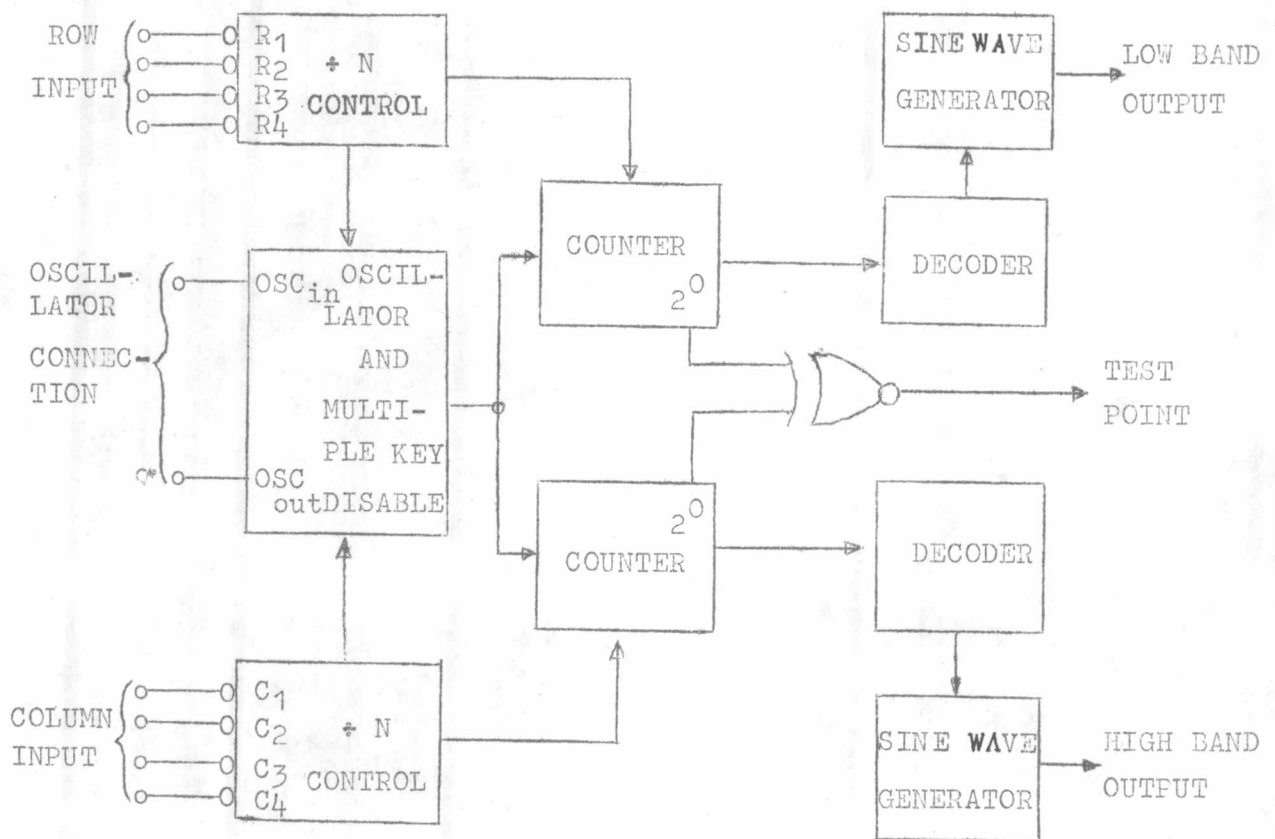 ROW
INPUT
R1
R2
R3
R4
÷ N
CONTROL
SINE WAVE
GENERATOR
LOW BAND
OUTPUT
COUNTER
2⁰
DECODER
OSCIL-
LATOR
CONNEC-
TION
OSCin
OSC
out
OSCIL-
LATOR
AND
MULTI-
PLE KEY
DISABLE
TEST
POINT
COUNTER
2⁰
DECODER
COLUMN
INPUT
C1
C2
C3
C4
÷ N
CONTROL
SINE WAVE
GENERATOR
HIGH BAND
OUTPUT